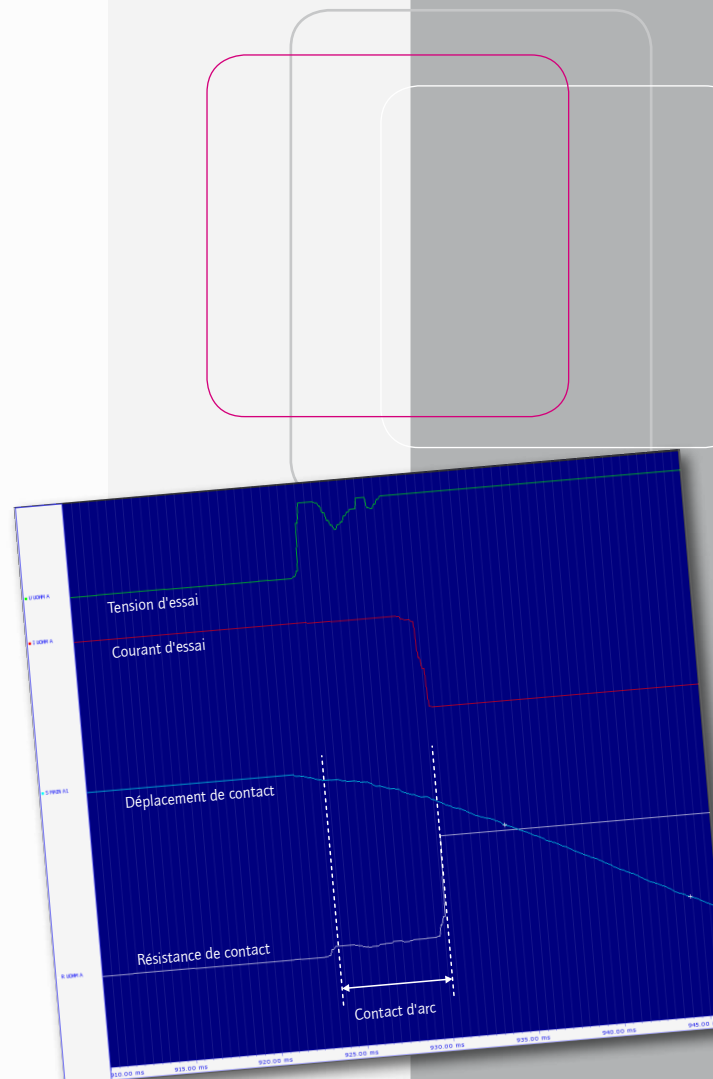 Tension d'essai
Courant d'essai
Déplacement de contact
Résistance de contact
Contact d'arc
910.00 ms
915.00 ms
920.00 ms
925.00 ms
930.00 ms
935.00 ms
940.00 ms
945.00